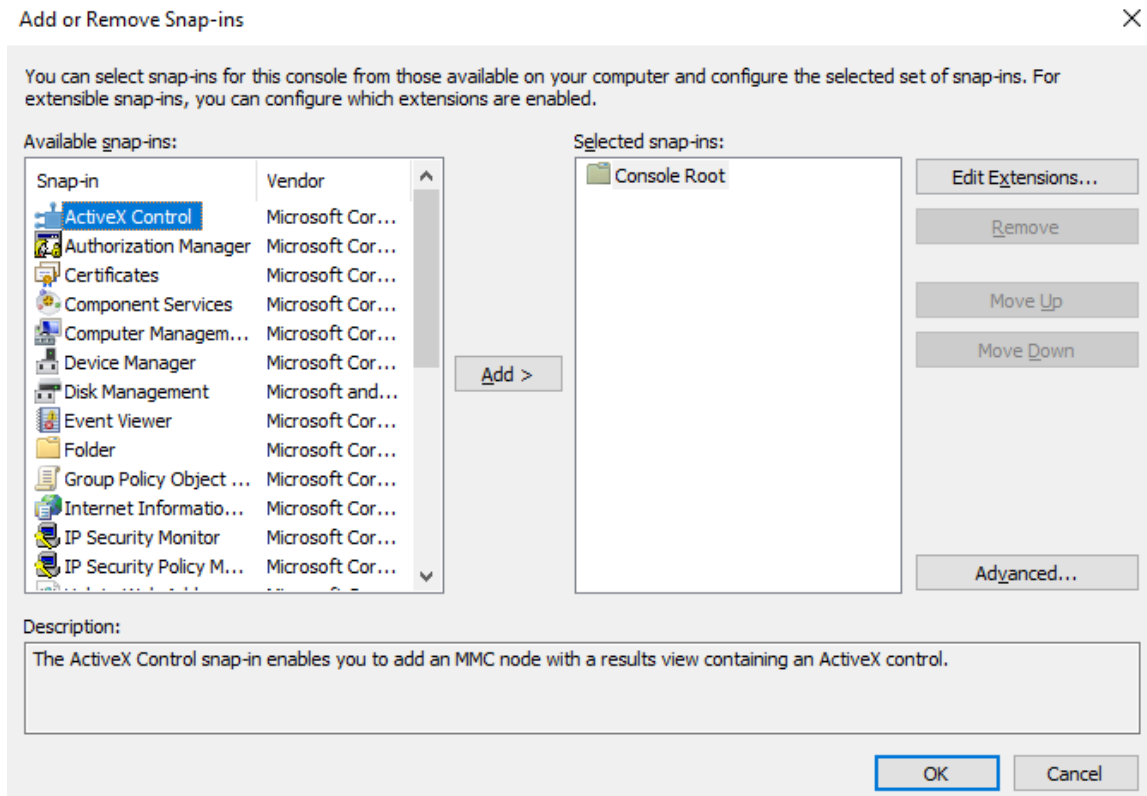 Add or Remove Snap-ins
You can select snap-ins for this console from those available on your computer and configure the selected set of snap-ins. For
extensible snap-ins, you can configure which extensions are enabled.
Available snap-ins:
Snap-in Vendor
ActiveX Control Microsoft Cor...
Authorization Manager Microsoft Cor...
Certificates Microsoft Cor...
Component Services Microsoft Cor...
Computer Managem... Microsoft Cor...
Device Manager Microsoft Cor...
Disk Management Microsoft and...
Event Viewer Microsoft Cor...
Folder Microsoft Cor...
Group Policy Object ... Microsoft Cor...
Internet Informatio... Microsoft Cor...
IP Security Monitor Microsoft Cor...
IP Security Policy M... Microsoft Cor...
Add >
Selected snap-ins:
Console Root
Edit Extensions...
Remove
Move Up
Move Down
Advanced...
Description:
The ActiveX Control snap-in enables you to add an MMC node with a results view containing an ActiveX control.
OK
Cancel